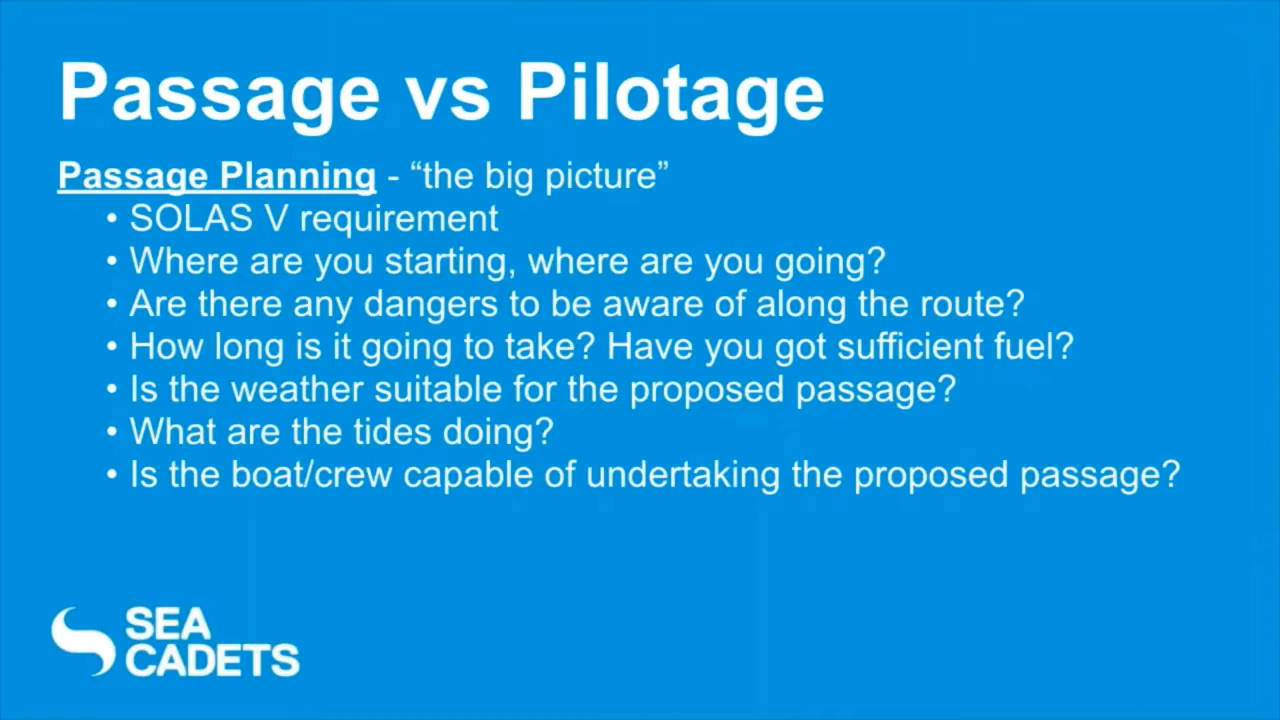 Passage vs Pilotage
Passage Planning - “the big picture”
• SOLAS V requirement
• Where are you starting, where are you going?
• Are there any dangers to be aware of along the route?
• How long is it going to take? Have you got sufficient fuel?
• Is the weather suitable for the proposed passage?
• What are the tides doing?
• Is the boat/crew capable of undertaking the proposed passage?
SEA
CADETS